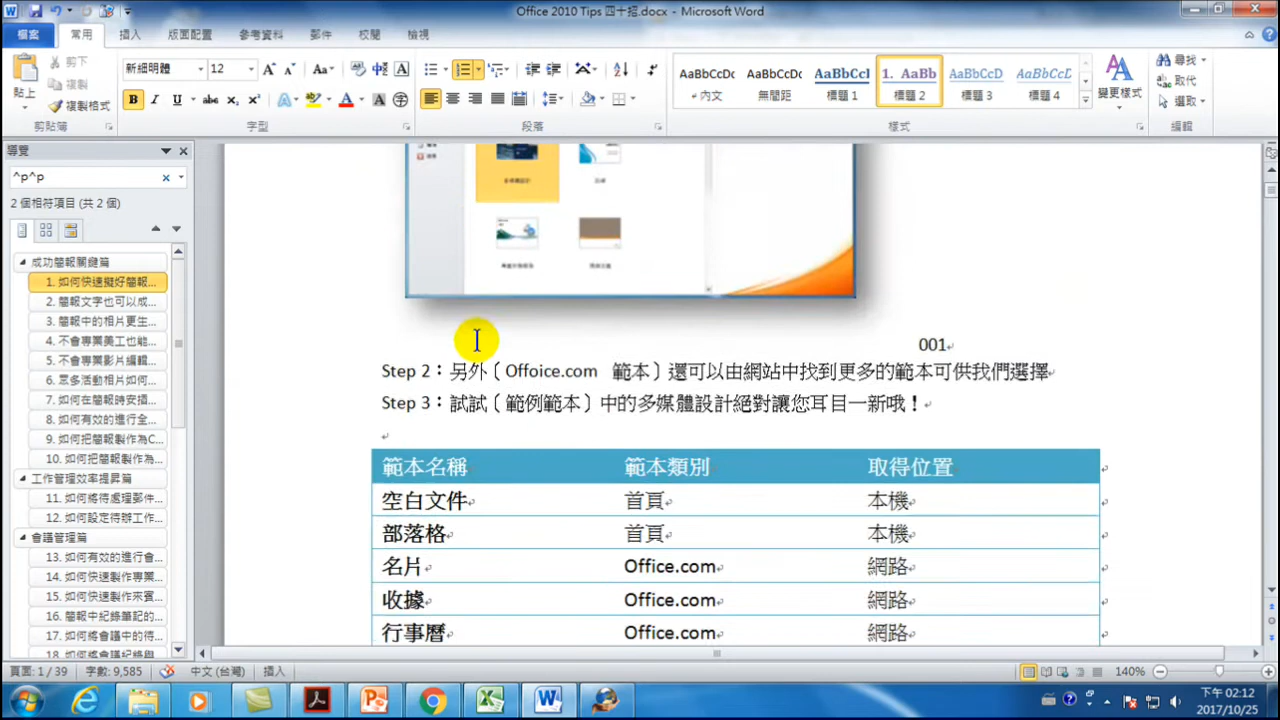 Office 2010 Tips 四十招.docx - Microsoft Word
檔案 常用 插入 版面配置 參考資料 郵件 校閱 檢視
貼上 剪下 複製 複製格式
新細明體 12
AaBbCcDc AaBbCcDc AaBbCcI 1. AaBb AaBbCcD AaBbCcD
內文 無間距 標題 1 標題 2 標題 3 標題 4
變更樣式
尋找 取代 選取
剪貼簿 字型 段落 樣式 編輯
導覽
^p^p
2 個相符項目 (共 2 個)
成功簡報關鍵篇
1. 如何快速擬好簡報...
2. 簡報文字也可以成...
3. 簡報中的相片更生...
4. 不會專業美工也能...
5. 不會專業影片編輯...
6. 眾多活動相片如何...
7. 如何在簡報時安插...
8. 如何有效的進行全...
9. 如何把簡報製作為C...
10. 如何把簡報製作為...
工作管理效率提昇篇
11. 如何將待處理郵件...
12. 如何設定待辦工作...
會議管理篇
13. 如何有效的進行會...
14. 如何快速製作專業...
15. 如何快速製作來賓...
16. 簡報中紀錄筆記的...
17. 如何將會議中的待...
18. 如何將會議紀錄與
001
Step 2：另外〔Offoice.com 範本〕還可以由網站中找到更多的範本可供我們選擇
Step 3：試試〔範例範本〕中的多媒體設計絕對讓您耳目一新哦！
範本名稱 範本類別 取得位置
空白文件 首頁 本機
部落格 首頁 本機
名片 Office.com 網路
收據 Office.com 網路
行事曆 Office.com 網路
頁面: 1 / 39 字數: 9,585 中文 (台灣) 插入 140%
下午 02:12
2017/10/25